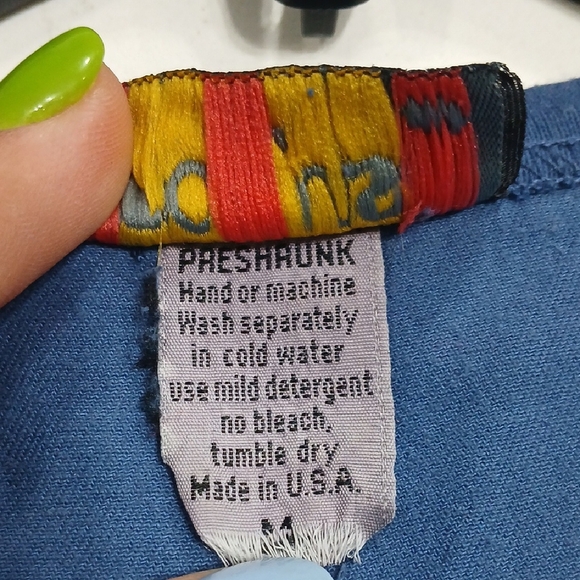 PRESHRUNK
Hand or machine
Wash separately
in cold water
use mild detergent
no bleach,
tumble dry
Made in U.S.A.
M